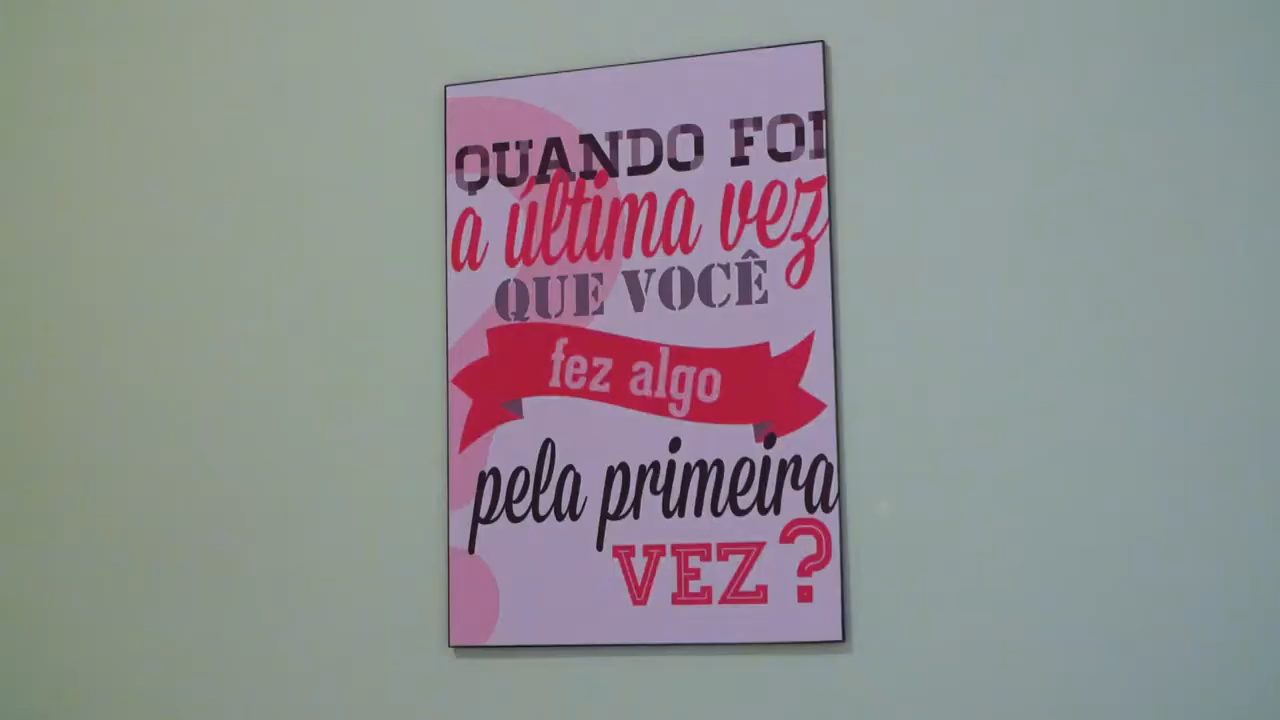 QUANDO FOI
a última vez
QUE VOCÊ
fez algo
pela primeira
VEZ?